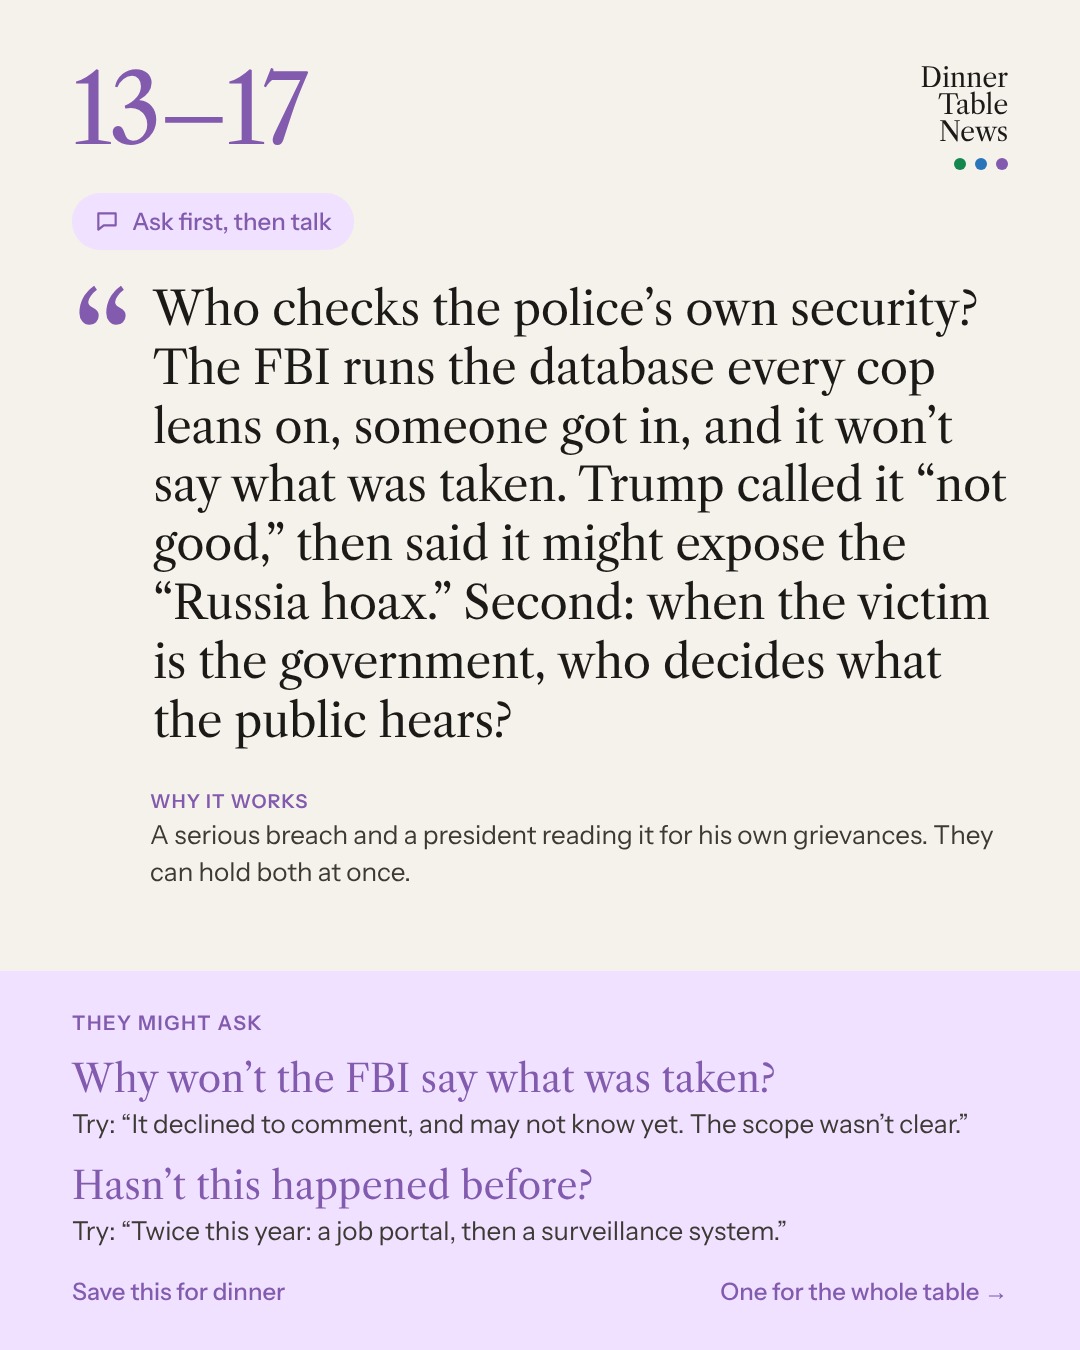 13–17
Dinner
Table
News
Ask first, then talk
“Who checks the police’s own security?
The FBI runs the database every cop
leans on, someone got in, and it won’t
say what was taken. Trump called it “not
good,” then said it might expose the
“Russia hoax.” Second: when the victim
is the government, who decides what
the public hears?
WHY IT WORKS
A serious breach and a president reading it for his own grievances. They
can hold both at once.
THEY MIGHT ASK
Why won’t the FBI say what was taken?
Try: “It declined to comment, and may not know yet. The scope wasn’t clear.”
Hasn’t this happened before?
Try: “Twice this year: a job portal, then a surveillance system.”
Save this for dinner
One for the whole table →